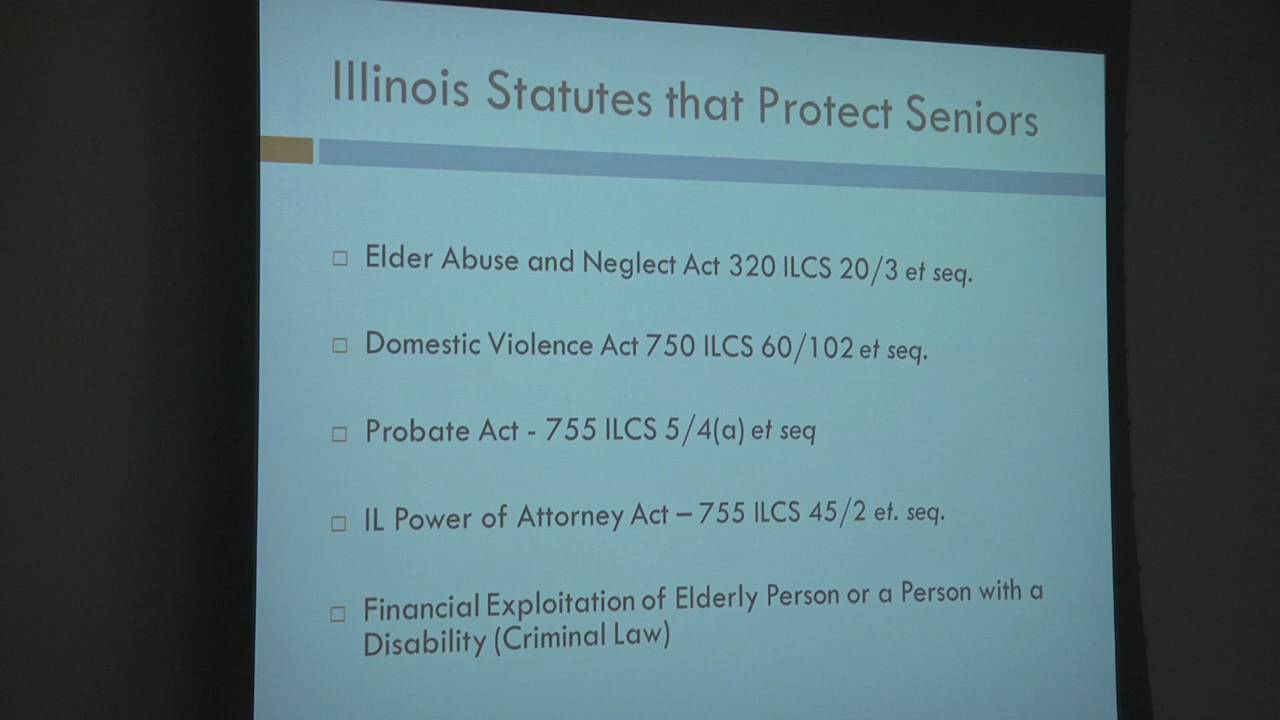 Illinois Statutes that Protect Seniors
Elder Abuse and Neglect Act 320 ILCS 20/3 et seq.
Domestic Violence Act 750 ILCS 60/102 et seq.
Probate Act - 755 ILCS 5/4(a) et seq
IL Power of Attorney Act – 755 ILCS 45/2 et. seq.
Financial Exploitation of Elderly Person or a Person with a
Disability (Criminal Law)